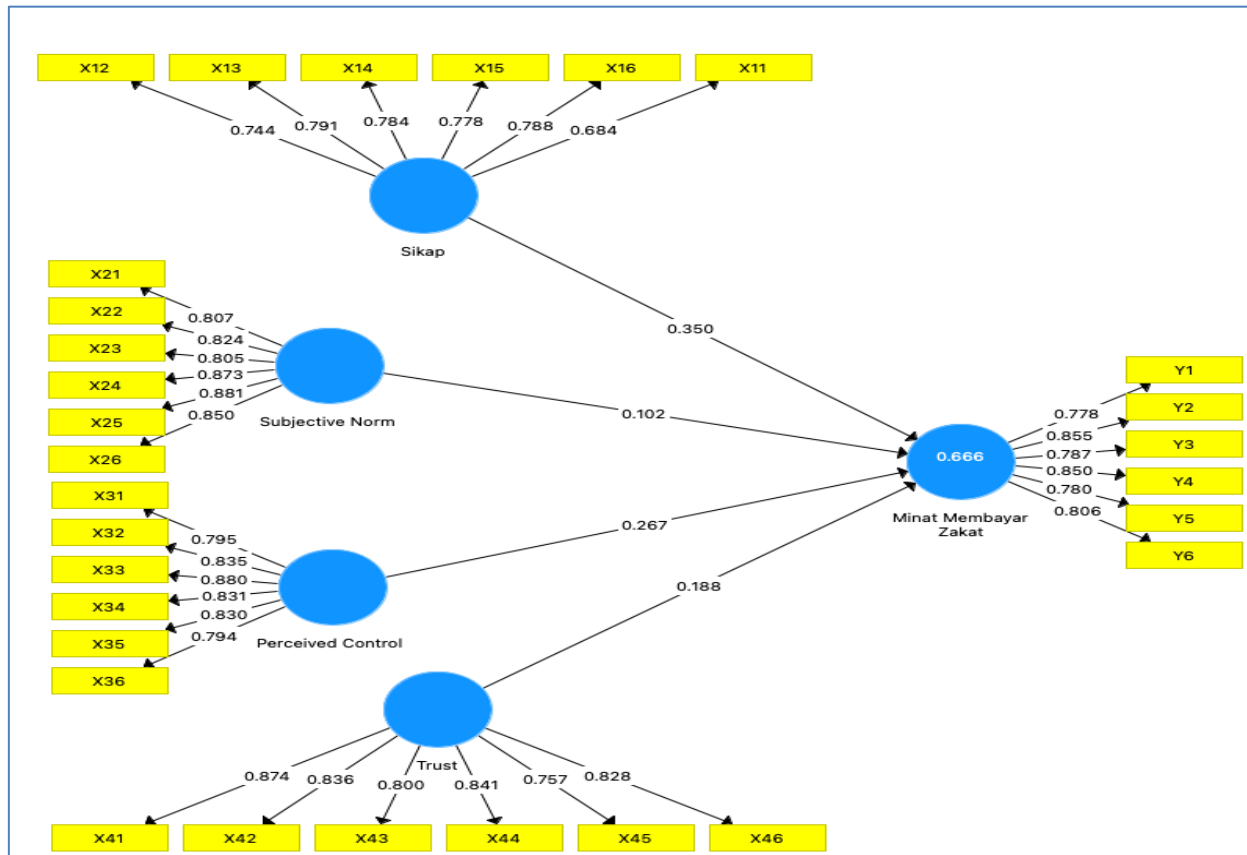 X12 X13 X14 X15 X16 X11
0.744 0.791 0.784 0.778 0.788 0.684
Sikap
X21
X22
X23
X24
X25
X26
0.807
0.824
0.805
0.873
0.881
0.850
Subjective Norm
X31
X32
X33
X34
X35
X36
0.795
0.835
0.880
0.831
0.830
0.794
Perceived Control
0.350
0.102
0.267
0.188
0.666
Minat Membayar
Zakat
0.778
0.855
0.787
0.850
0.780
0.806
Y1
Y2
Y3
Y4
Y5
Y6
Trust
0.874 0.836 0.800 0.841 0.757 0.828
X41 X42 X43 X44 X45 X46